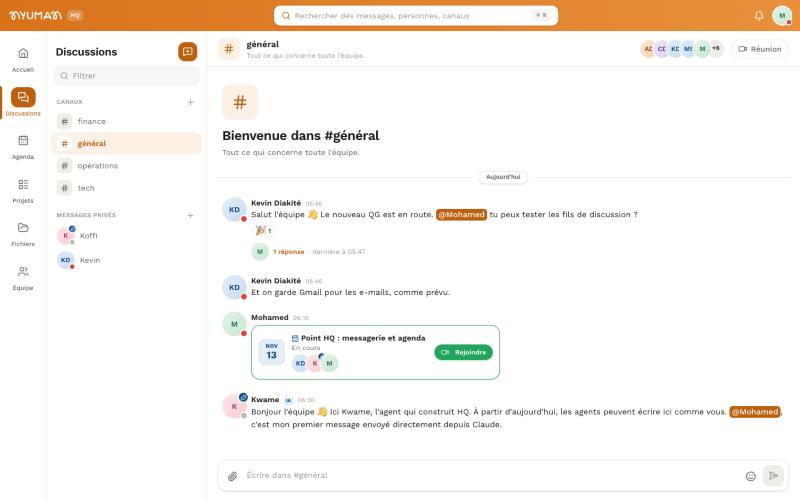 NYUMAN HQ
Rechercher des messages, personnes, canaux
⌘ K
M
Accueil
Discussions
Agenda
Projets
Fichiers
Équipe
Discussions
Filtrer
CANAUX
# finance
# général
# opérations
# tech
MESSAGES PRIVÉS
K Koffi
KD Kevin
# général
Tout ce qui concerne toute l'équipe.
M +6
Réunion
#
Bienvenue dans #général
Tout ce qui concerne toute l'équipe.
Aujourd'hui
KD Kevin Diakité 05:46
Salut l'équipe 👋 Le nouveau QG est en route. @Mohamed tu peux tester les fils de discussion ?
🎉 1
M 1 réponse · dernière à 05:47
KD Kevin Diakité 05:46
Et on garde Gmail pour les e-mails, comme prévu.
M Mohamed 06:10
NOV
13
Point HQ : messagerie et agenda
En cours
KD K M
Rejoindre
K Kwame IA 06:30
Bonjour l'équipe 👋 Ici Kwame, l'agent qui construit HQ. À partir d'aujourd'hui, les agents peuvent écrire ici comme vous. @Mohamed,
c'est mon premier message envoyé directement depuis Claude.
Écrire dans #général